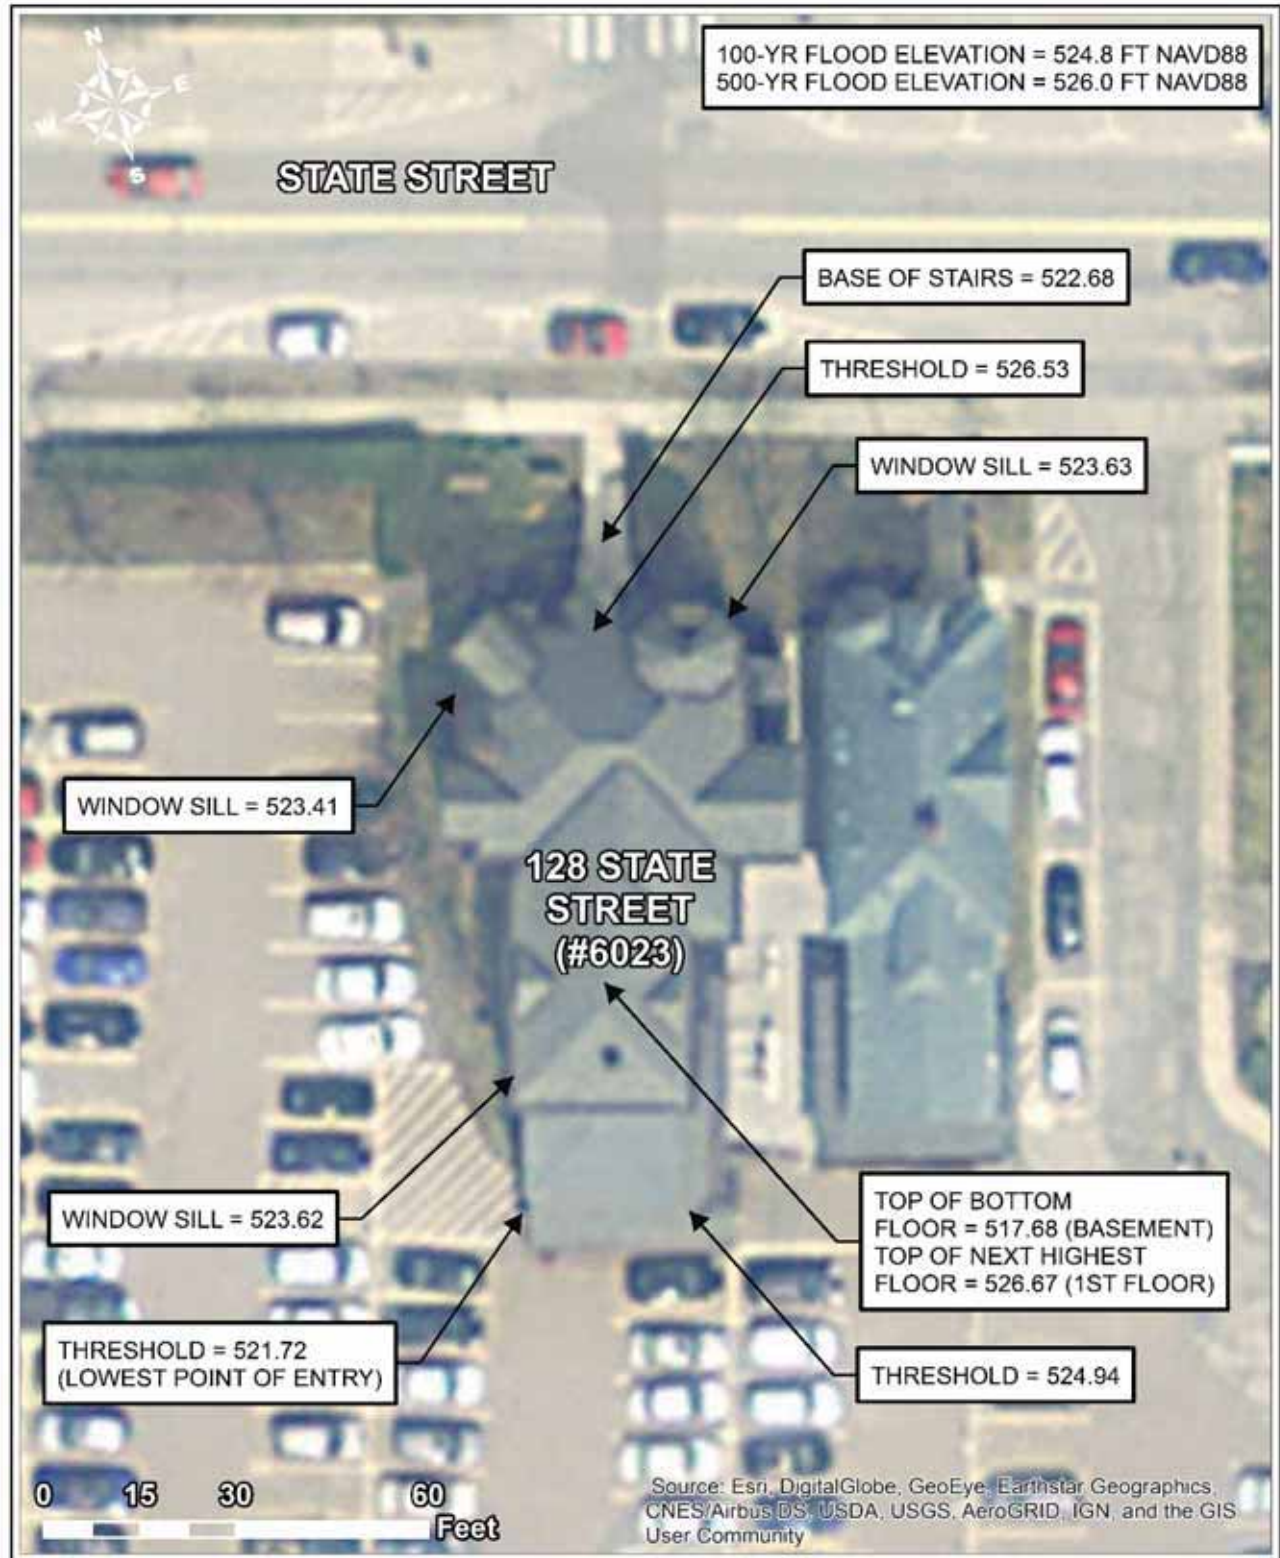 N
E
W
S
100-YR FLOOD ELEVATION = 524.8 FT NAVD88
500-YR FLOOD ELEVATION = 526.0 FT NAVD88
STATE STREET
BASE OF STAIRS = 522.68
THRESHOLD = 526.53
WINDOW SILL = 523.63
WINDOW SILL = 523.41
128 STATE
STREET
(#6023)
WINDOW SILL = 523.62
TOP OF BOTTOM
FLOOR = 517.68 (BASEMENT)
TOP OF NEXT HIGHEST
FLOOR = 526.67 (1ST FLOOR)
THRESHOLD = 521.72
(LOWEST POINT OF ENTRY)
THRESHOLD = 524.94
0 15 30 60
Feet
Source: Esri, DigitalGlobe, GeoEye, Earthstar Geographics,
CNES/Airbus DS, USDA, USGS, AeroGRID, IGN, and the GIS
User Community